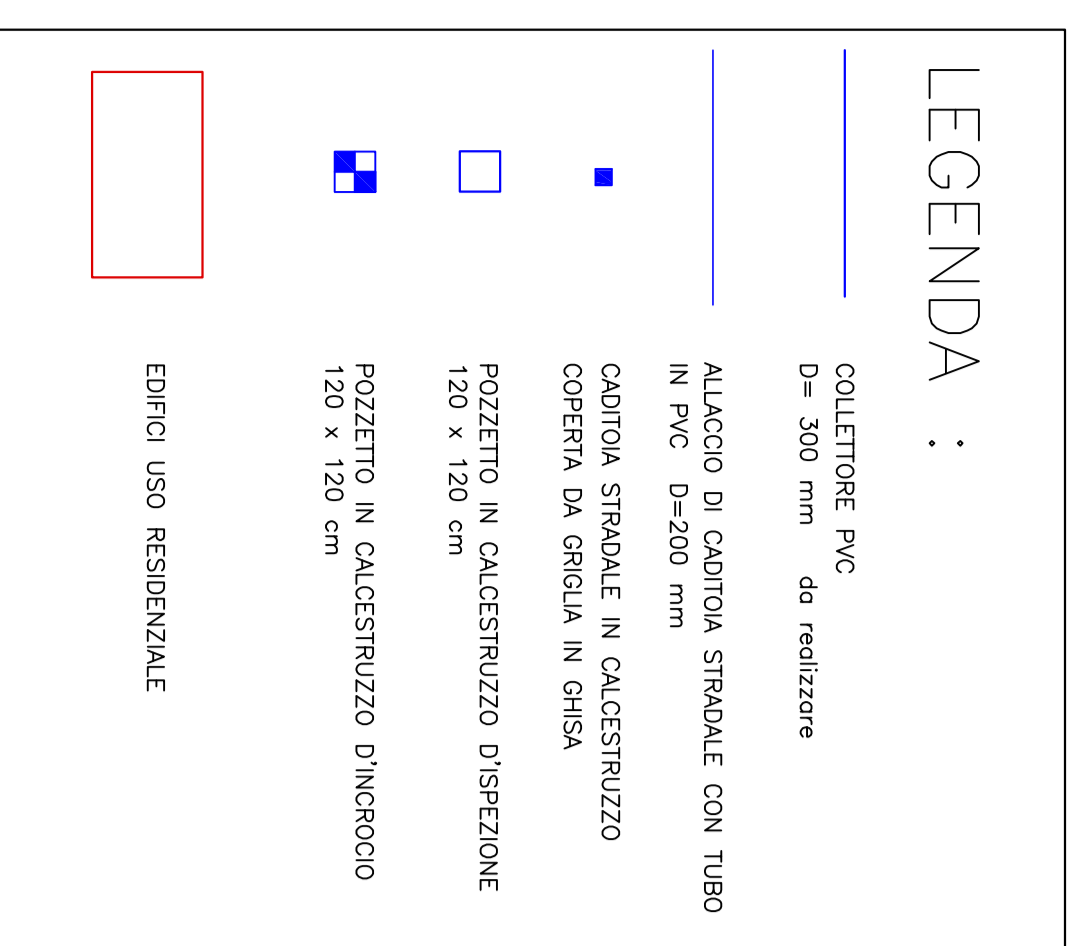 LEGENDA :
COLLETTORE PVC
D= 300 mm da realizzare
ALLACCIO DI CADITOIA STRADALE CON TUBO
IN PVC D=200 mm
CADITOIA STRADALE IN CALCESTRUZZO
COPERTA DA GRIGLIA IN GHISA
POZZETTO IN CALCESTRUZZO D'ISPEZIONE
120 x 120 cm
POZZETTO IN CALCESTRUZZO D'INCROCIO
120 x 120 cm
EDIFICI USO RESIDENZIALE